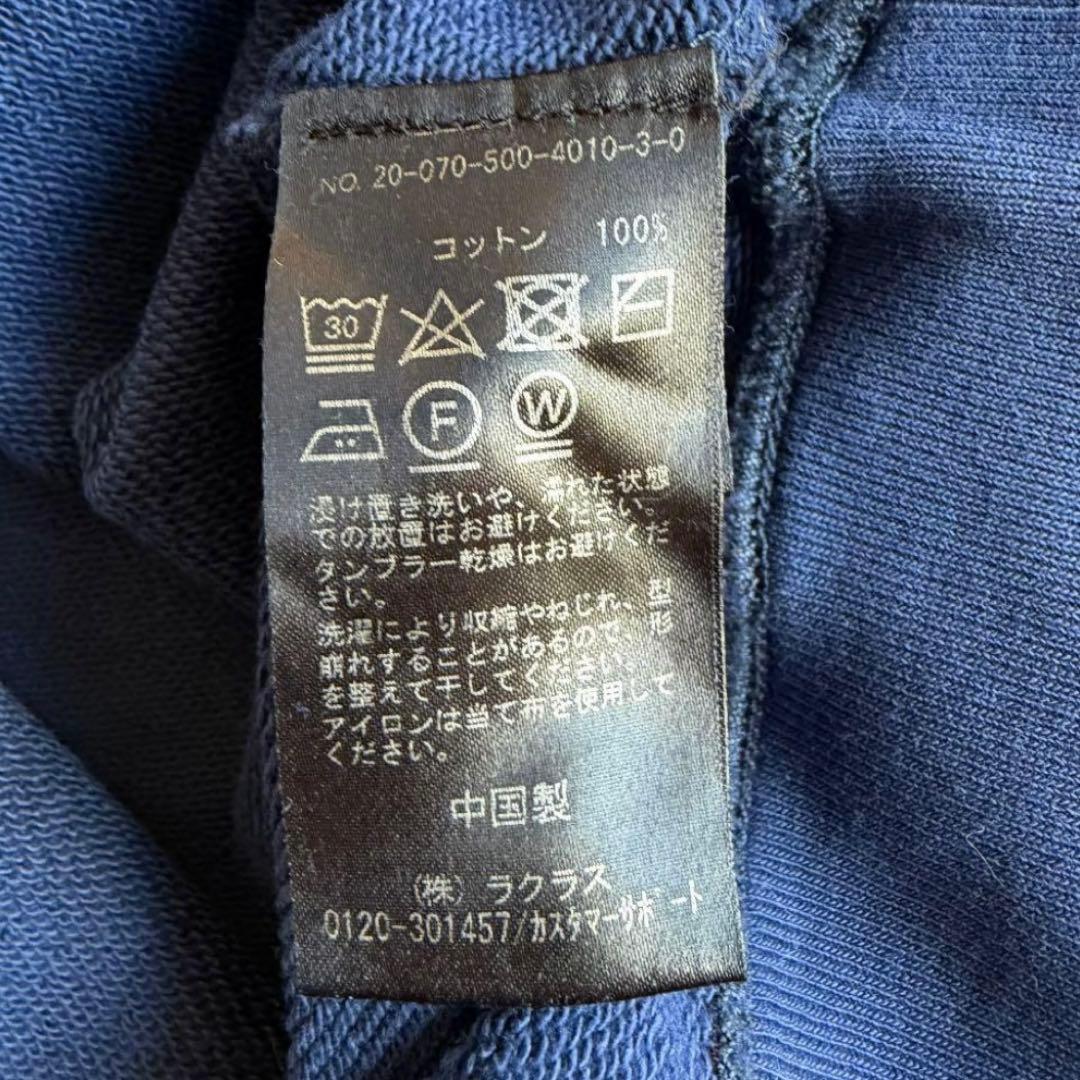 NO. 20-070-500-4010-3-0
コットン 100%
30
F W
浸け置き洗いや、濡れた状態
での放置はお避けください。
タンブラー乾燥はお避けくだ
さい。
洗濯により収縮やねじれ、型
崩れすることがあるので、形
を整えて干してください。
アイロンは当て布を使用して
ください。
中国製
(株) ラクラス
0120-301457/カスタマーサポート